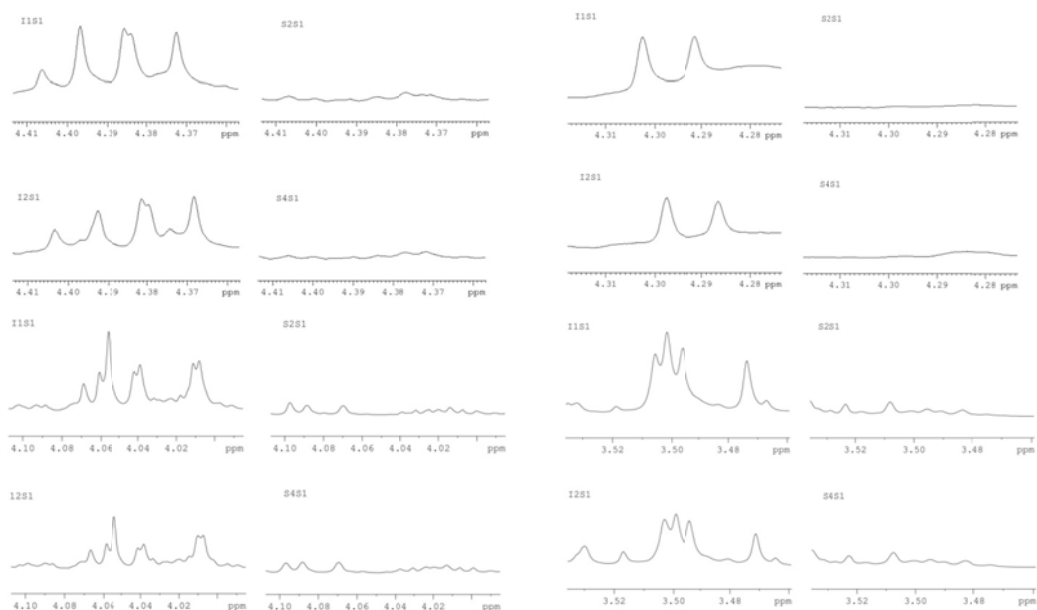 I1S1
S2S1
I1S1
S2S1
4.41 4.40 4.39 4.38 4.37 ppm
4.41 4.40 4.39 4.38 4.37 ppm
4.31 4.30 4.29 4.28 ppm
4.31 4.30 4.29 4.28 ppm
I2S1
S4S1
I2S1
S4S1
4.41 4.40 4.39 4.38 4.37 ppm
4.41 4.40 4.39 4.38 4.37 ppm
4.31 4.30 4.29 4.28 ppm
4.31 4.30 4.29 4.28 ppm
I1S1
S2S1
I1S1
S2S1
4.10 4.08 4.06 4.04 4.02 ppm
4.10 4.08 4.06 4.04 4.02 ppm
3.52 3.50 3.48 ppm
3.52 3.50 3.48 ppm
I2S1
S4S1
I2S1
S4S1
4.10 4.08 4.06 4.04 4.02 ppm
4.10 4.08 4.06 4.04 4.02 ppm
3.52 3.50 3.48 ppm
3.52 3.50 3.48 ppm